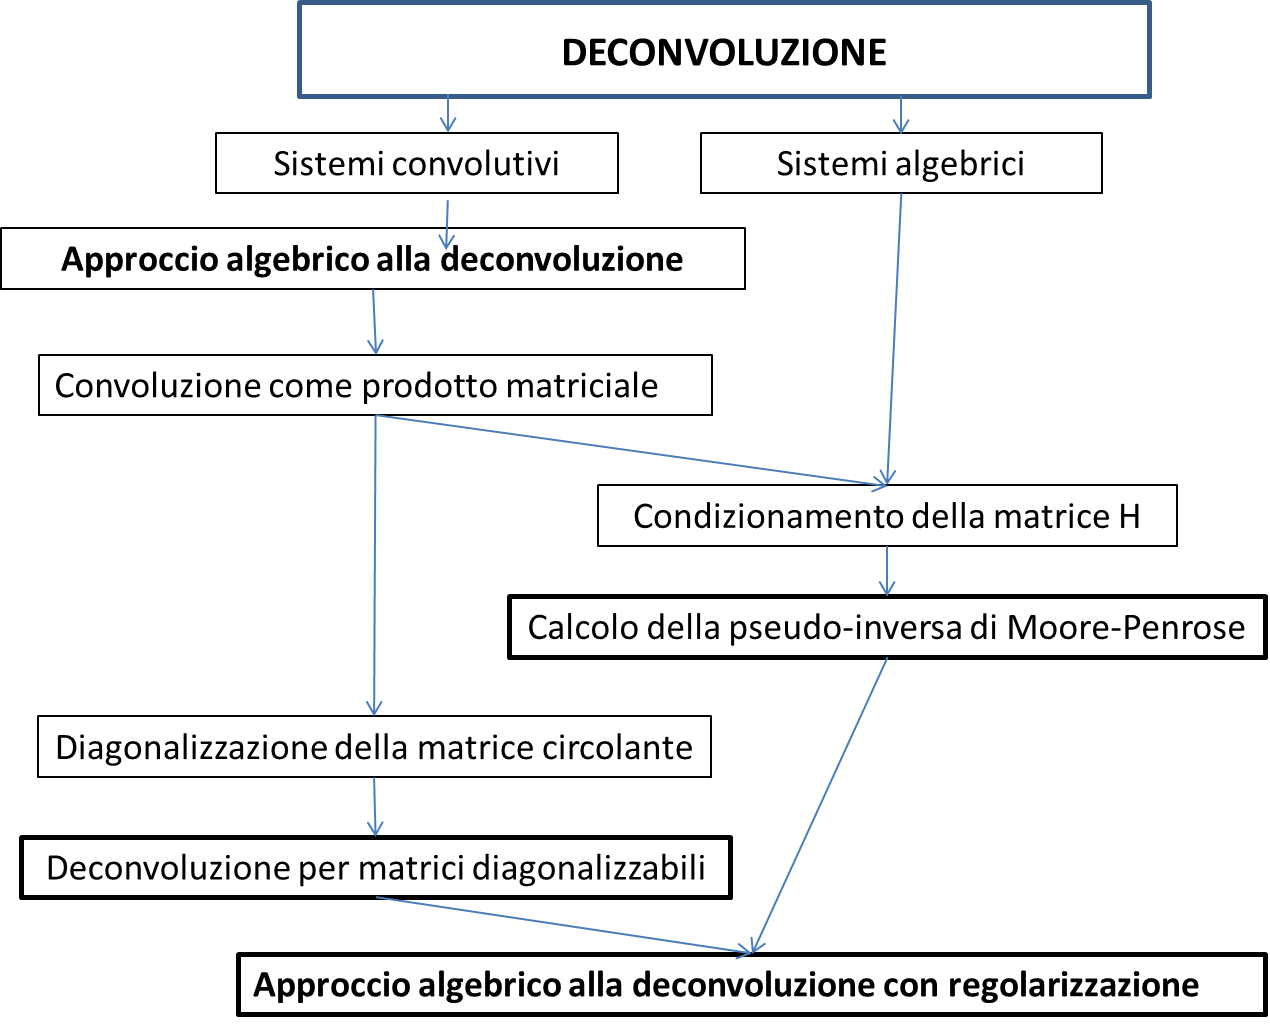 DECONVOLUZIONE
Sistemi convolutivi
Sistemi algebrici
Approccio algebrico alla deconvoluzione
Convoluzione come prodotto matriciale
Condizionamento della matrice H
Calcolo della pseudo-inversa di Moore-Penrose
Diagonalizzazione della matrice circolante
Deconvoluzione per matrici diagonalizzabili
Approccio algebrico alla deconvoluzione con regolarizzazione